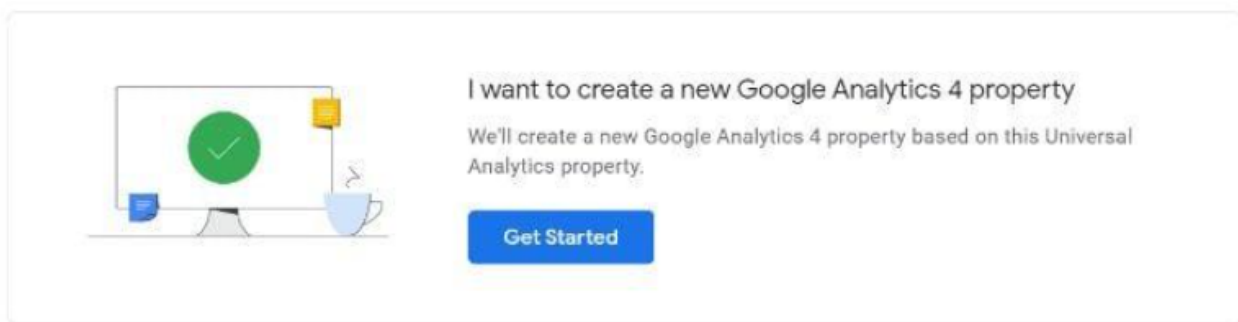 I want to create a new Google Analytics 4 property
We'll create a new Google Analytics 4 property based on this Universal
Analytics property.
Get Started